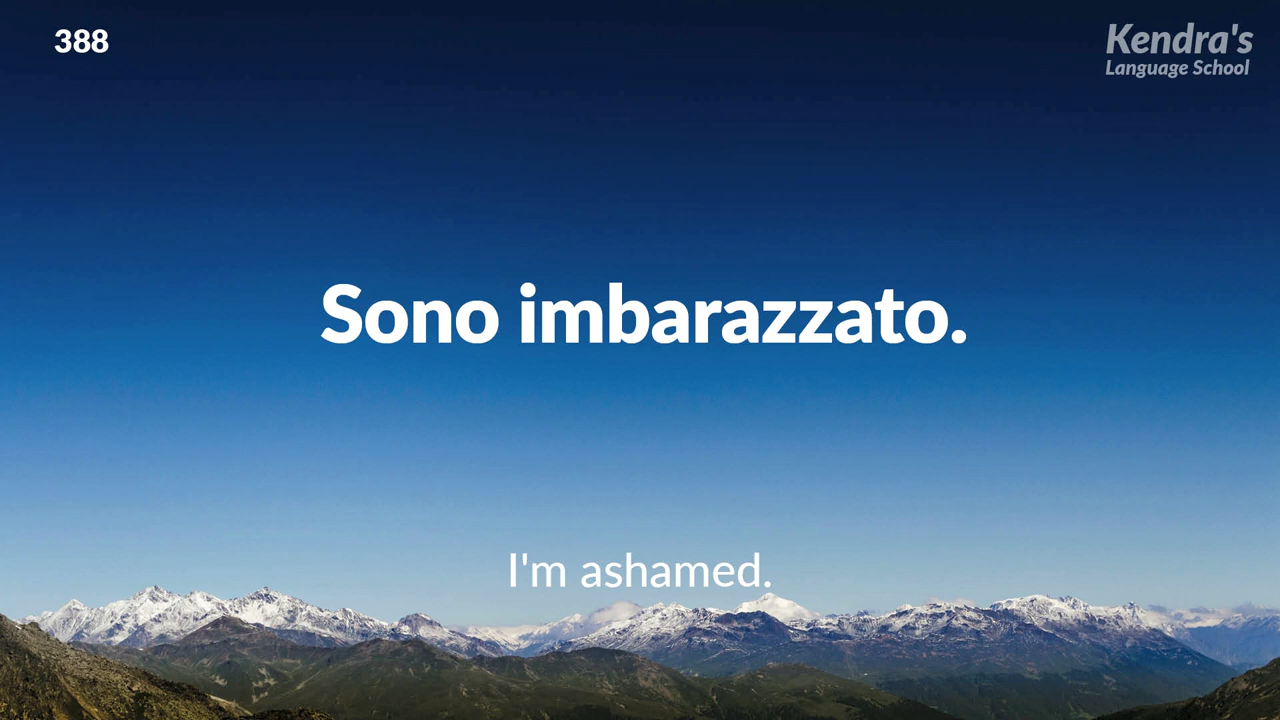 388
Kendra's
Language School
Sono imbarazzato.
I'm ashamed.